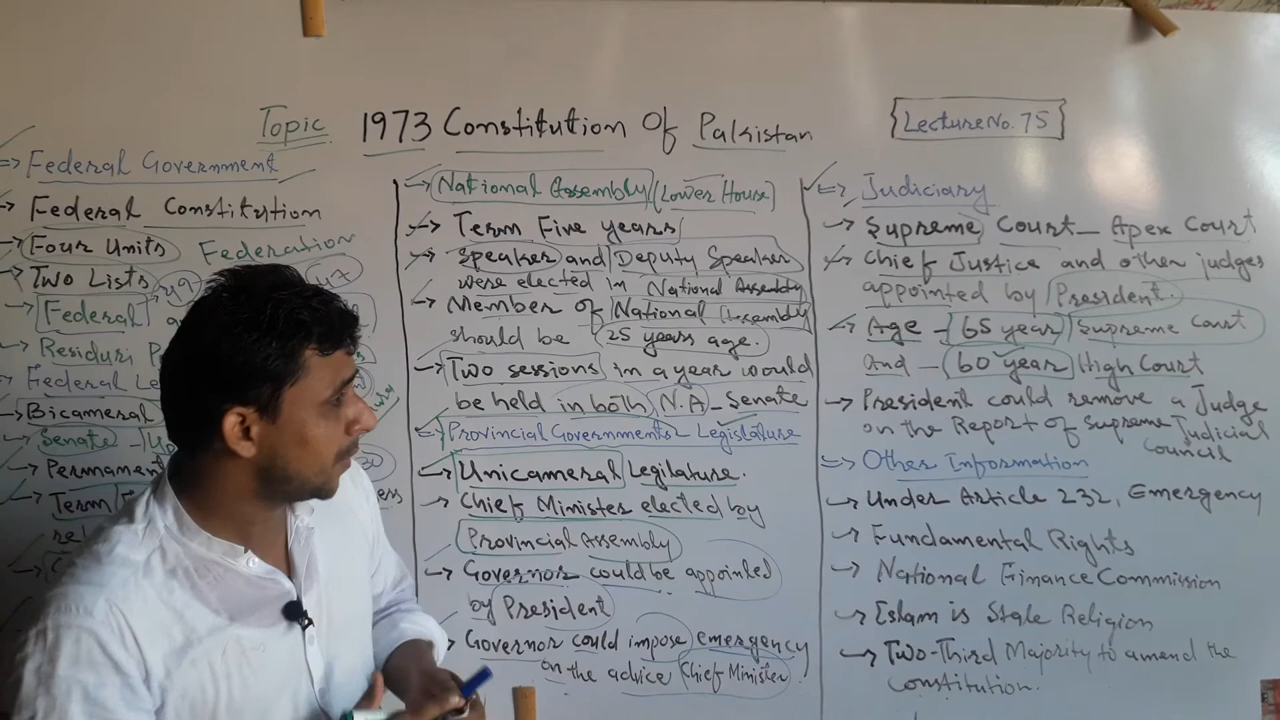 Topic 1973 Constitution Of Pakistan
Lecture No. 75
=> Federal Government
-> Federal Constitution
-> Four Units Federation
-> Two Lists 49 47
-> Federal
-> Federal
-> Bicameral
-> Senate
-> Permanent
-> Term
-> National Assembly (Lower House)
-> Term Five years
-> Speaker and Deputy Speaker
were elected in National Assembly
-> Member of National Assembly
should be 25 years age.
-> Two sessions in a year would
be held in both N.A - Senate
=> Provincial Governments - Legislature
-> Unicameral Legislature.
-> Chief Minister elected by
Provincial Assembly
-> Governor could be appointed
by President
-> Governor could impose emergency
on the advice Chief Minister
=> Judiciary
-> Supreme Court - Apex Court
-> Chief Justice and other judges
appointed by President.
-> Age - 65 year Supreme Court
and - 60 year High Court
-> President could remove a Judge
on the Report of Supreme Judicial
Council
=> Other Information
-> Under Article 232, Emergency
-> Fundamental Rights
-> National Finance Commission
-> Islam is State Religion
-> Two-Third Majority to amend the
Constitution.